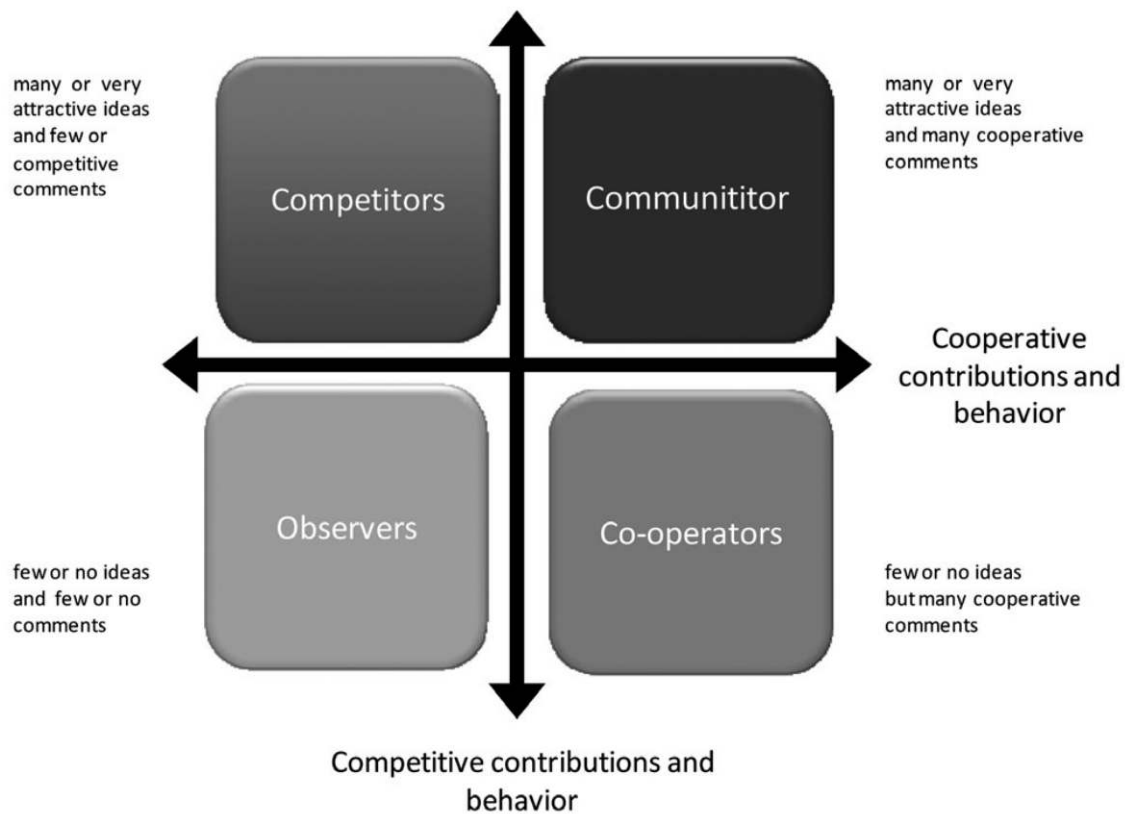 many or very
attractive ideas
and few or
competitive
comments
Competitors
Communititor
many or very
attractive ideas
and many cooperative
comments
Cooperative
contributions and
behavior
Observers
Co-operators
few or no ideas
and few or no
comments
few or no ideas
but many cooperative
comments
Competitive contributions and
behavior